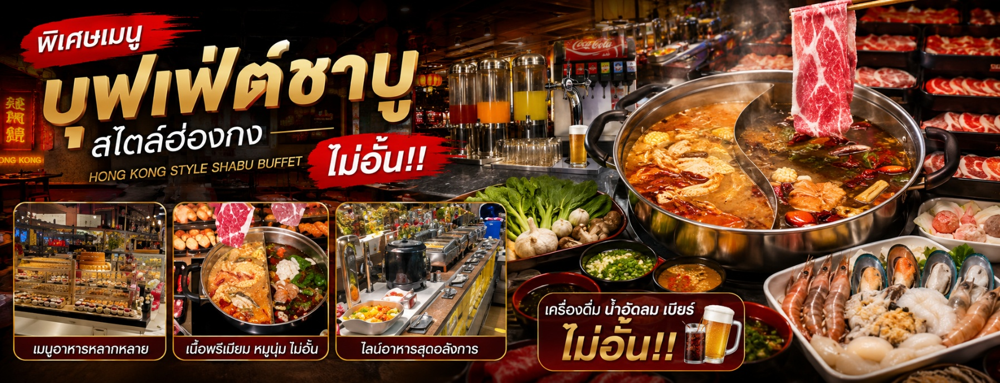 พิเศษเมนู
บุฟเฟ่ต์ชาบู
สไตล์ฮ่องกง
HONG KONG STYLE SHABU BUFFET
ไม่อั้น!!
ONG KONG
Coca-Cola
เมนูอาหารหลากหลาย
เนื้อพรีเมียม หมูนุ่ม ไม่อั้น
ไลน์อาหารสุดอลังการ
เครื่องดื่ม น้ำอัดลม เบียร์
ไม่อั้น!!